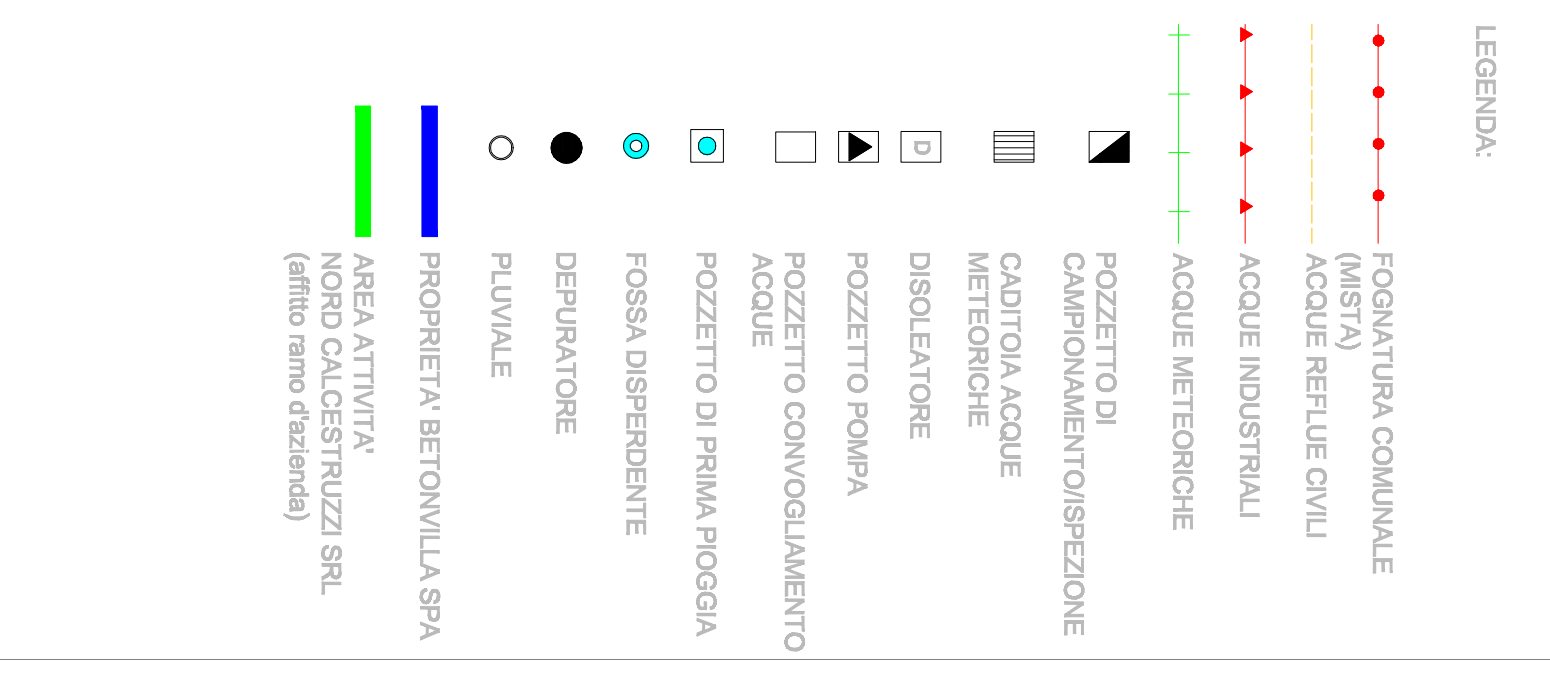 LEGENDA:
FOGNATURA COMUNALE
(MISTA)
ACQUE REFLUE CIVILI
ACQUE INDUSTRIALI
ACQUE METEORICHE
POZZETTO DI
CAMPIONAMENTO/ISPEZIONE
CADITOIA ACQUE
METEORICHE
D
DISOLEATORE
POZZETTO POMPA
POZZETTO CONVOGLIAMENTO
ACQUE
POZZETTO DI PRIMA PIOGGIA
FOSSA DISPERDENTE
DEPURATORE
PLUVIALE
PROPRIETA' BETONVILLA SPA
AREA ATTIVITA'
NORD CALCESTRUZZI SRL
(affitto ramo d'azienda)